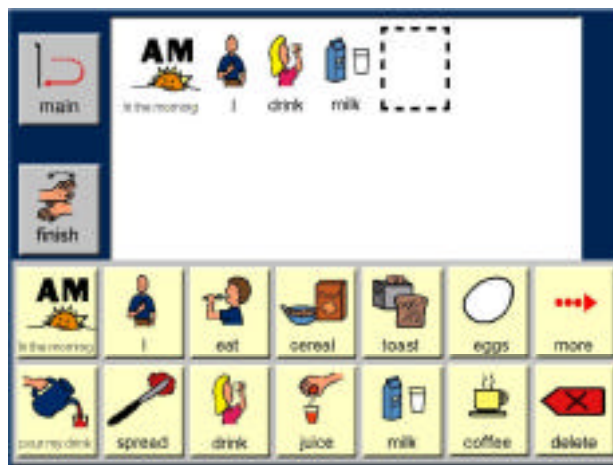 main
AM
in the morning I drink milk
finish
AM
in the morning I eat cereal toast eggs more
pour my drink spread drink juice milk coffee delete